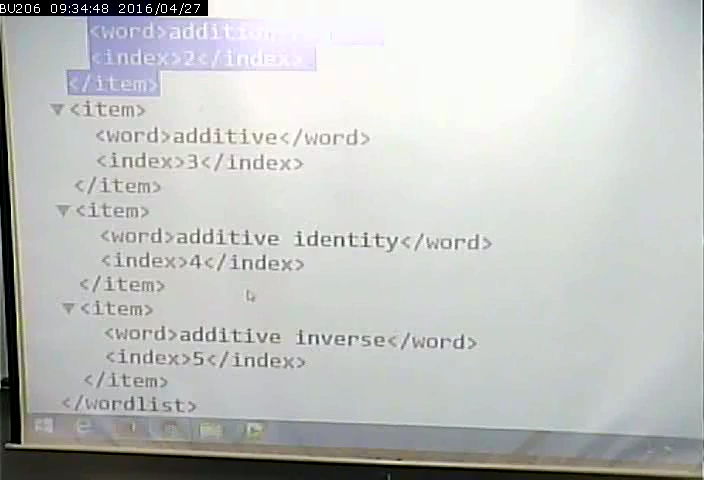 BU206 09:34:48 2016/04/27
<word>addition
<index>2</index>
</item>
▼<item>
<word>additive</word>
<index>3</index>
</item>
▼<item>
<word>additive identity</word>
<index>4</index>
</item>
▼<item>
<word>additive inverse</word>
<index>5</index>
</item>
</wordlist>